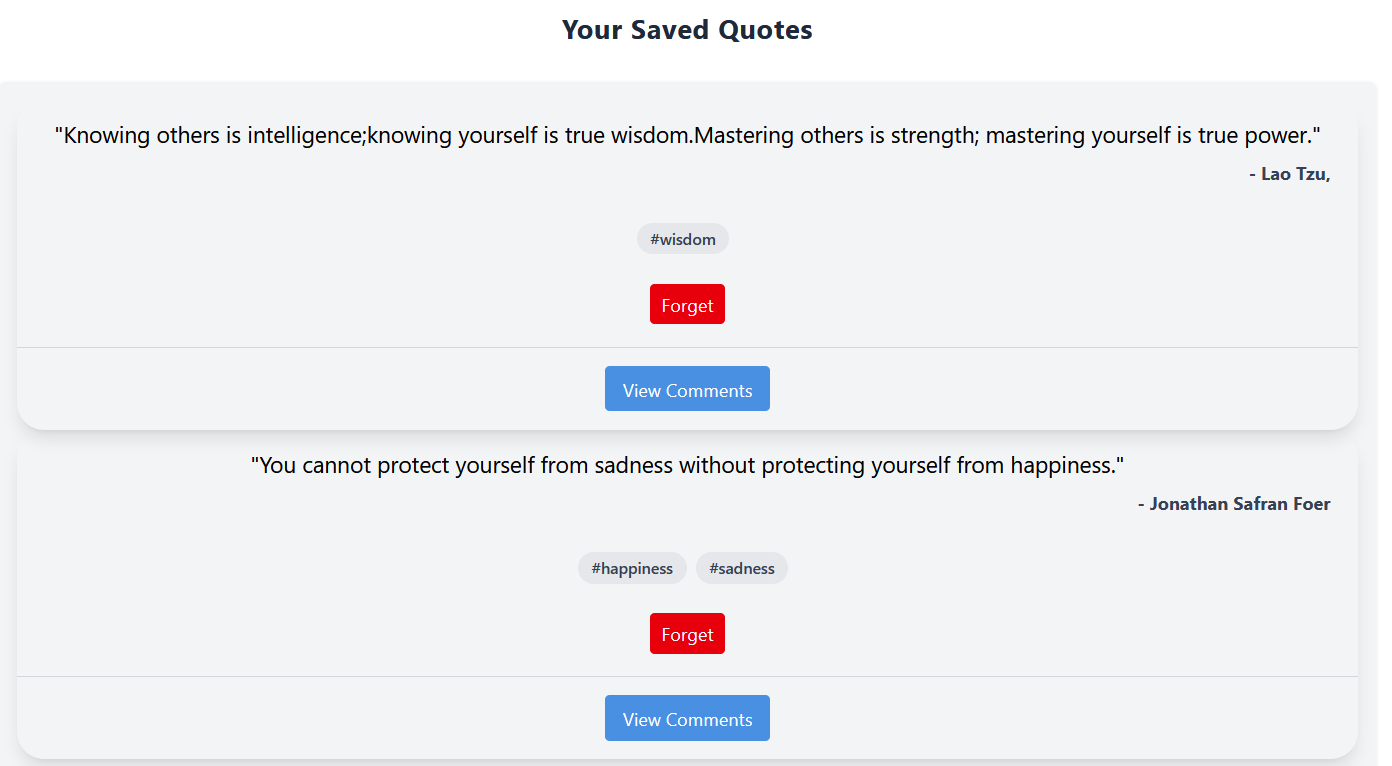 Your Saved Quotes
"Knowing others is intelligence;knowing yourself is true wisdom.Mastering others is strength; mastering yourself is true power."
- Lao Tzu,
#wisdom
Forget
View Comments
"You cannot protect yourself from sadness without protecting yourself from happiness."
- Jonathan Safran Foer
#happiness #sadness
Forget
View Comments